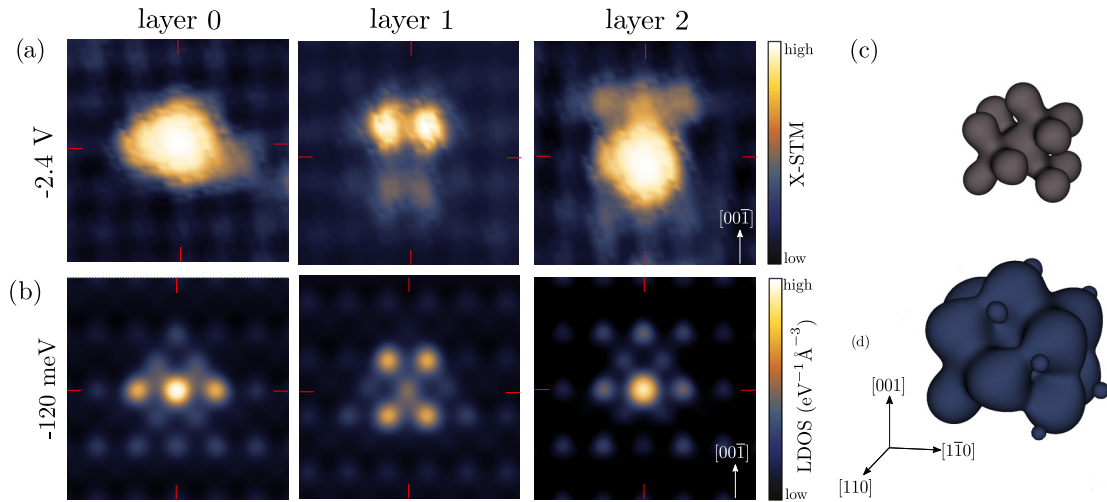 layer 0
layer 1
layer 2
(a)
-2.4 V
[001̄]
high
X-STM
low
(b)
-120 meV
[001̄]
high
LDOS (eV⁻¹Å⁻³)
low
(c)
(d)
[001]
[11̄0]
[110]